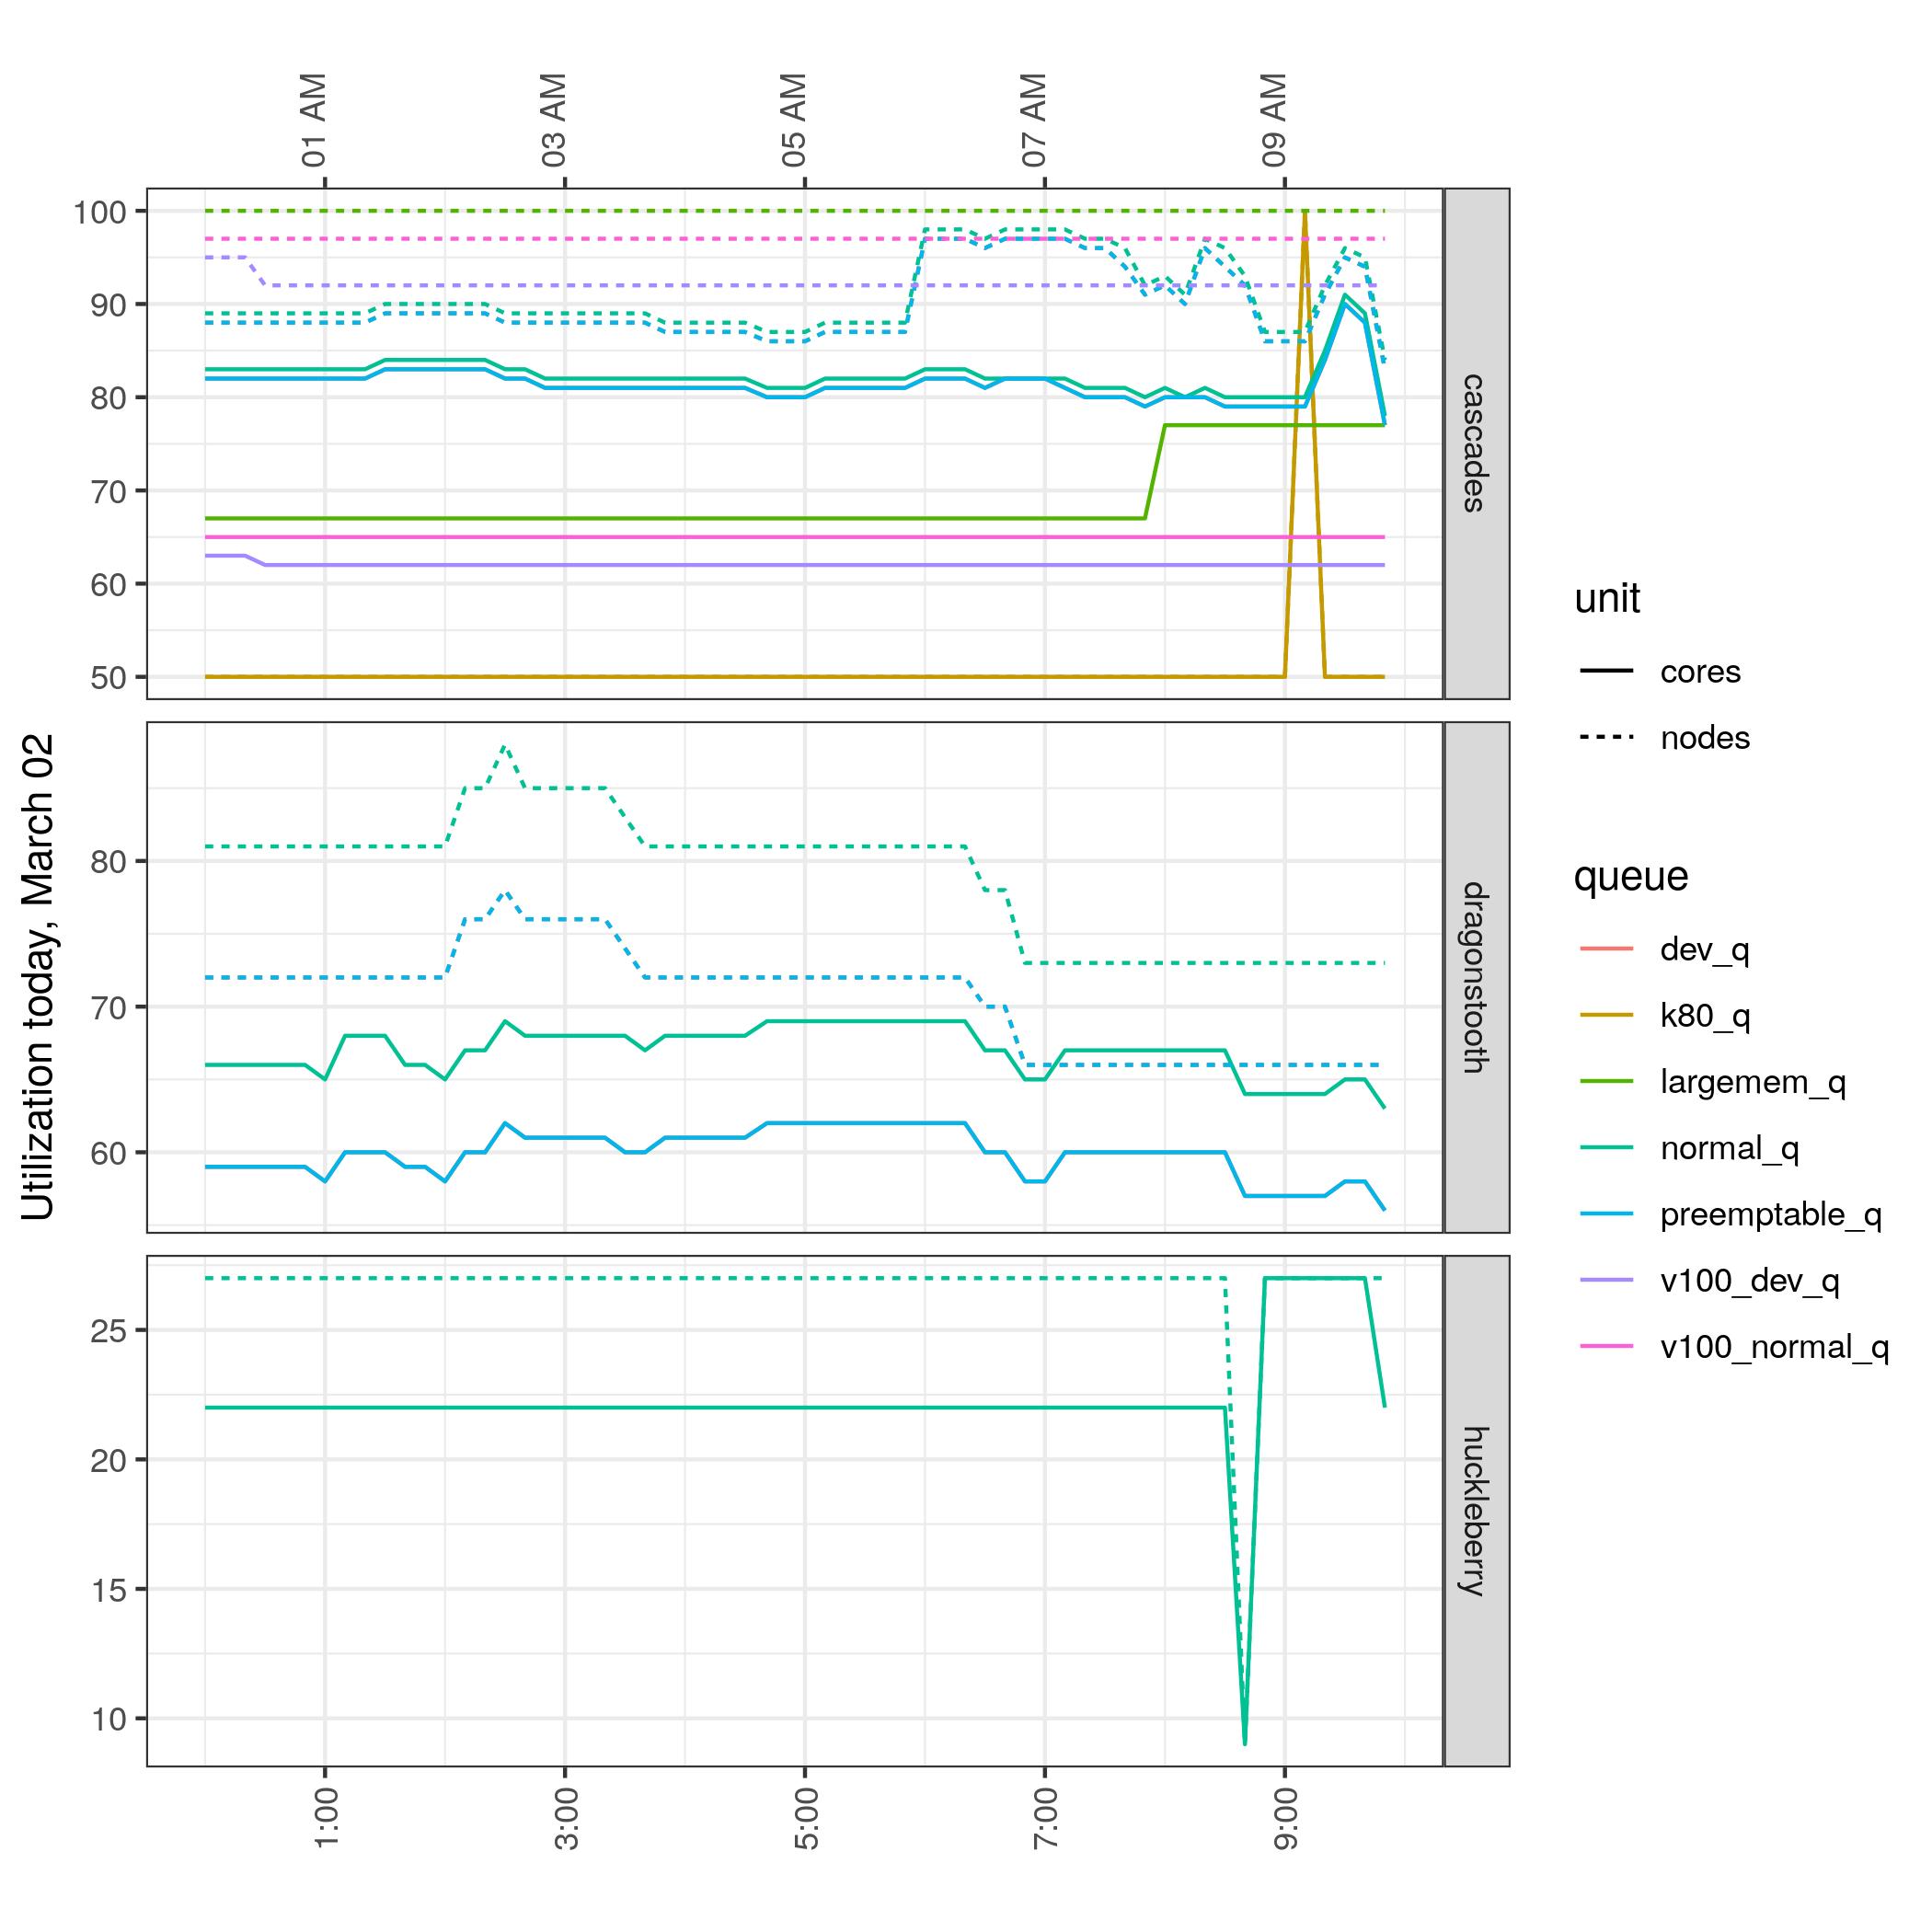 01 AM
03 AM
05 AM
07 AM
09 AM
Utilization today, March 02
100
90
80
70
60
50
cascades
80
70
60
dragonstooth
25
20
15
10
huckleberry
1:00
3:00
5:00
7:00
9:00
unit
cores
nodes
queue
dev_q
k80_q
largemem_q
normal_q
preemptable_q
v100_dev_q
v100_normal_q